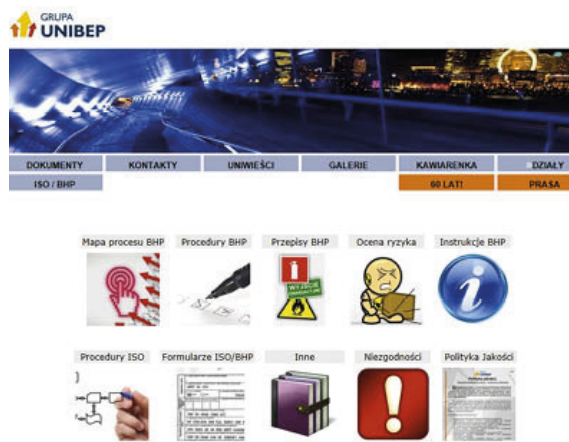 GRUPA
UNIBEP
DOKUMENTY KONTAKTY UNIWIEŚCI GALERIE KAWIARENKA DZIAŁY
ISO / BHP 60 LAT! PRASA
Mapa procesu BHP Procedury BHP Przepisy BHP Ocena ryzyka Instrukcje BHP
WYJŚCIE
i
Procedury ISO Formularze ISO/BHP Inne Niezgodności Polityka Jakości
!